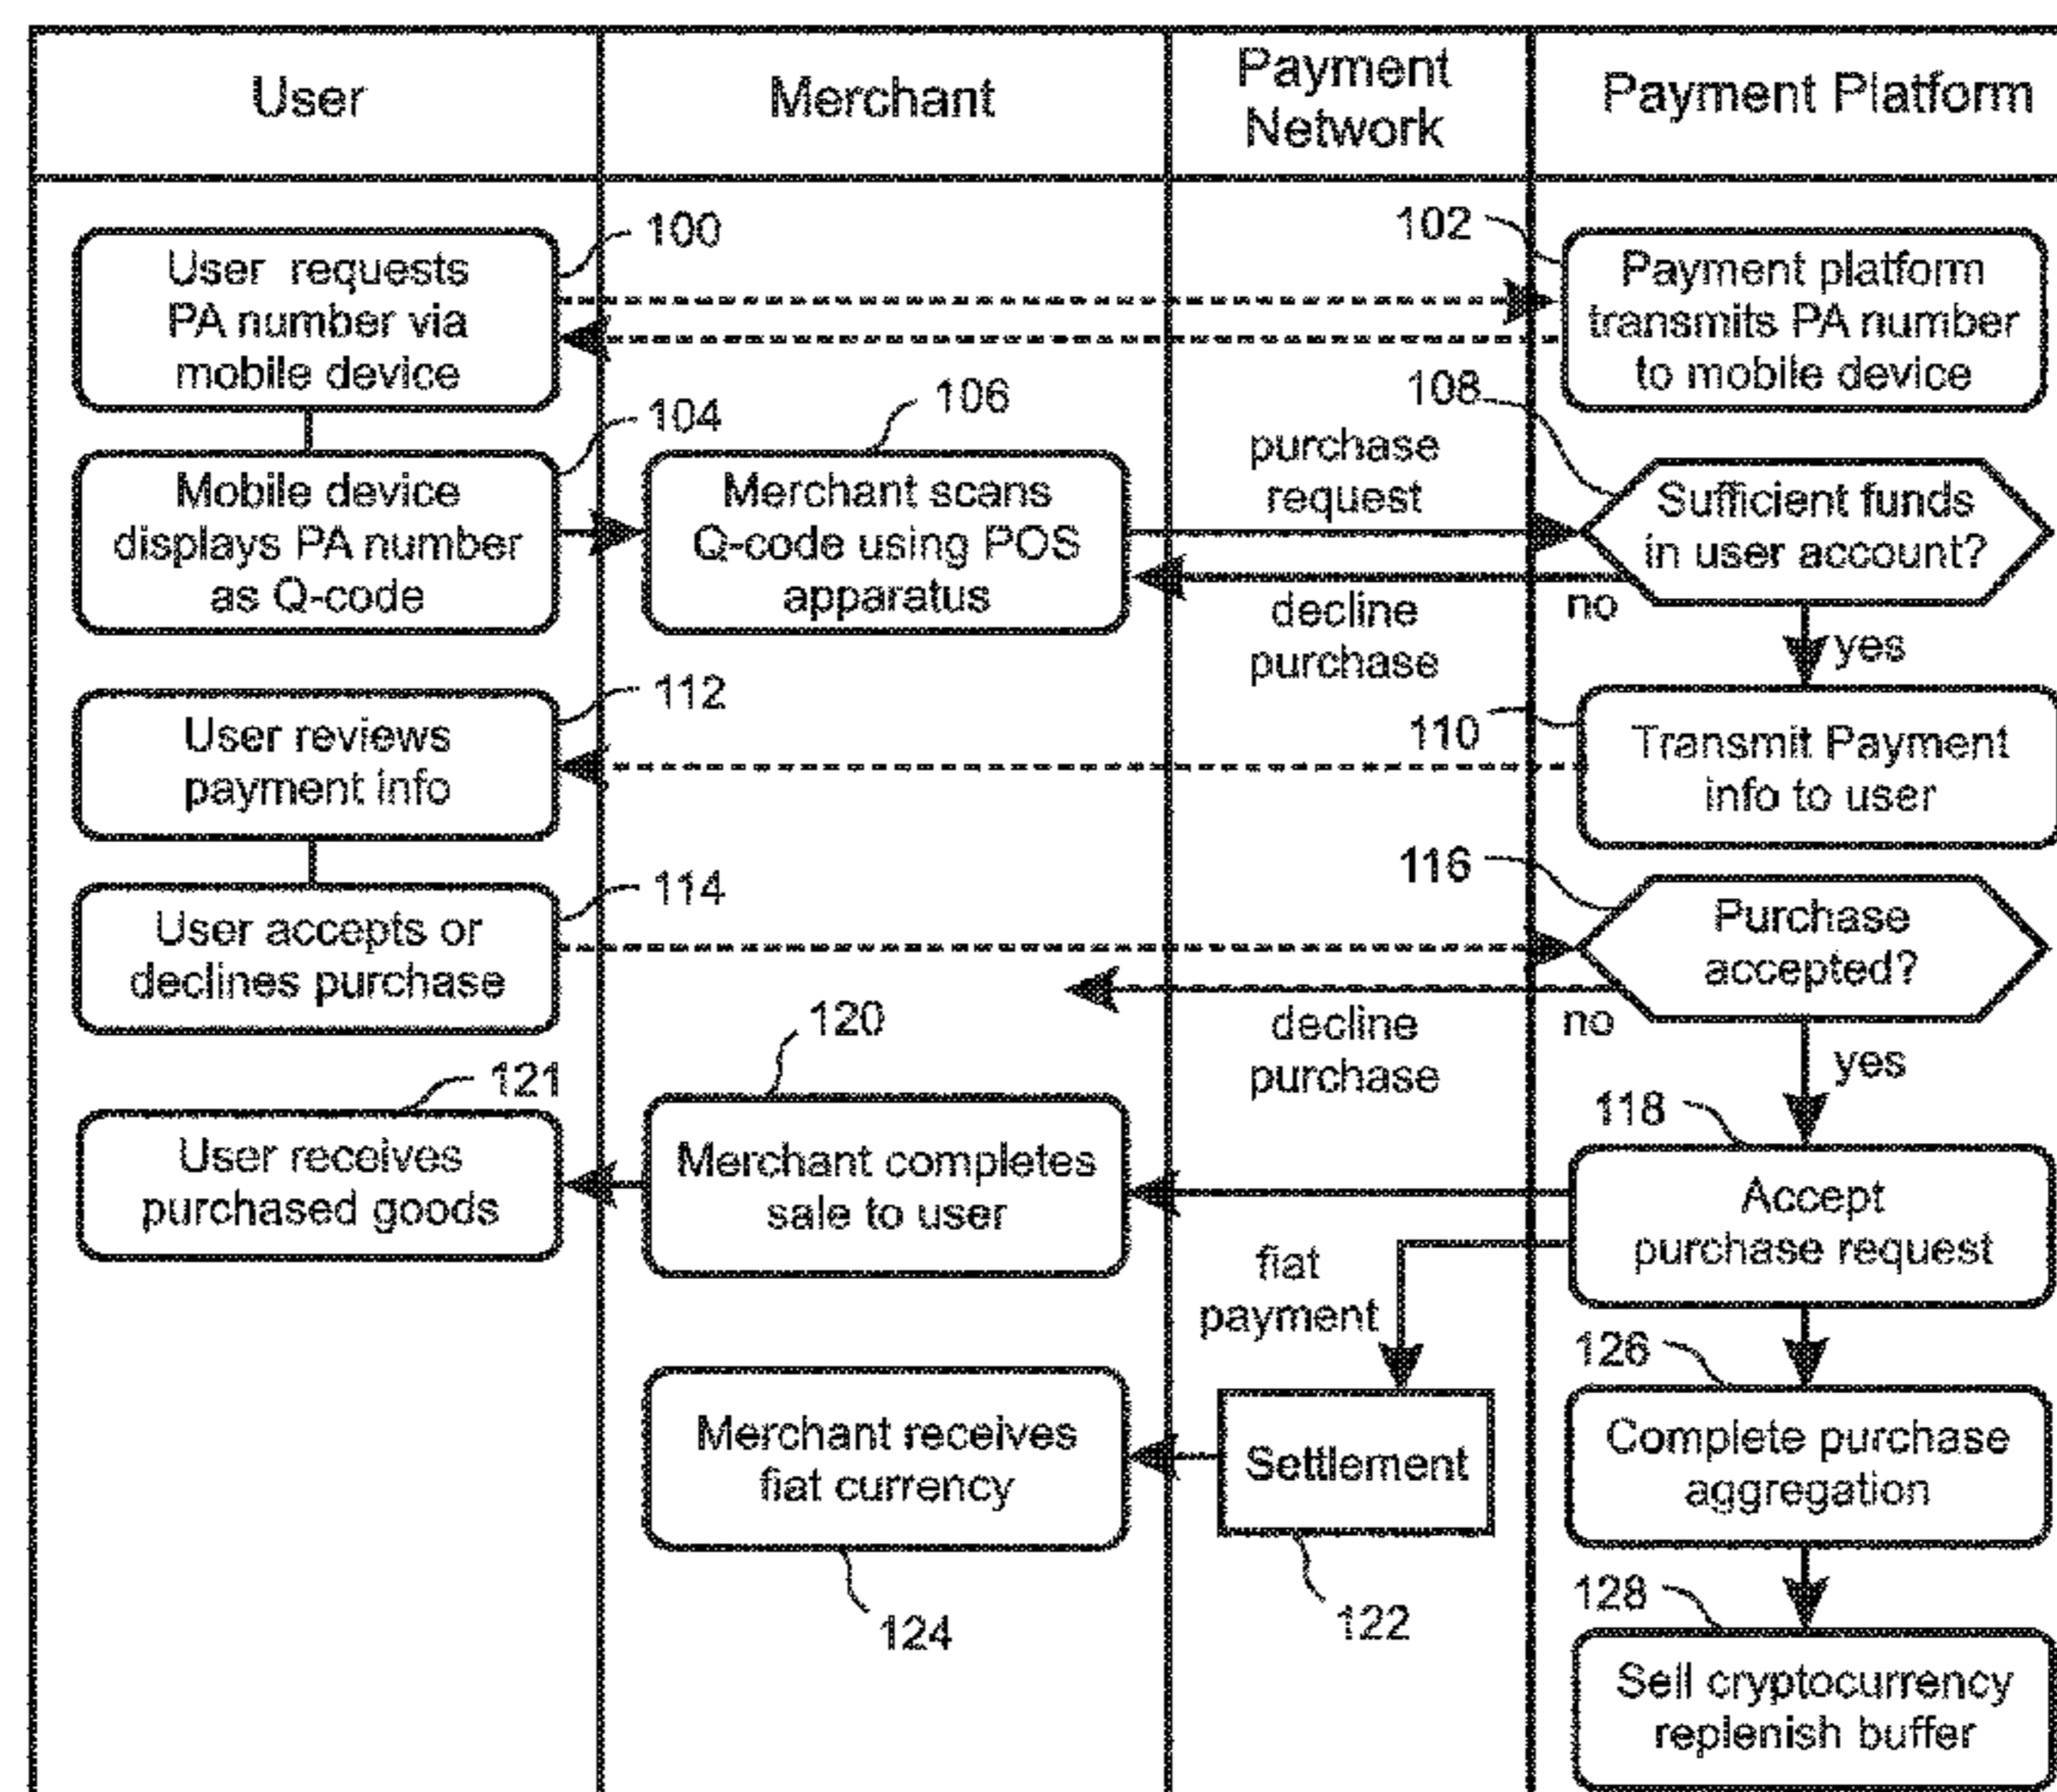 User
Merchant
Payment
Network
Payment Platform
100
102
User requests
PA number via
mobile device
Payment platform
transmits PA number
to mobile device
104
106
108
Mobile device
displays PA number
as Q-code
Merchant scans
Q-code using POS
apparatus
purchase
request
Sufficient funds
in user account?
decline
purchase
no
yes
112
110
User reviews
payment info
Transmit Payment
info to user
114
116
User accepts or
declines purchase
Purchase
accepted?
decline
purchase
no
yes
121
120
118
User receives
purchased goods
Merchant completes
sale to user
Accept
purchase request
fiat
payment
126
Merchant receives
fiat currency
Settlement
Complete purchase
aggregation
124
122
128
Sell cryptocurrency
replenish buffer